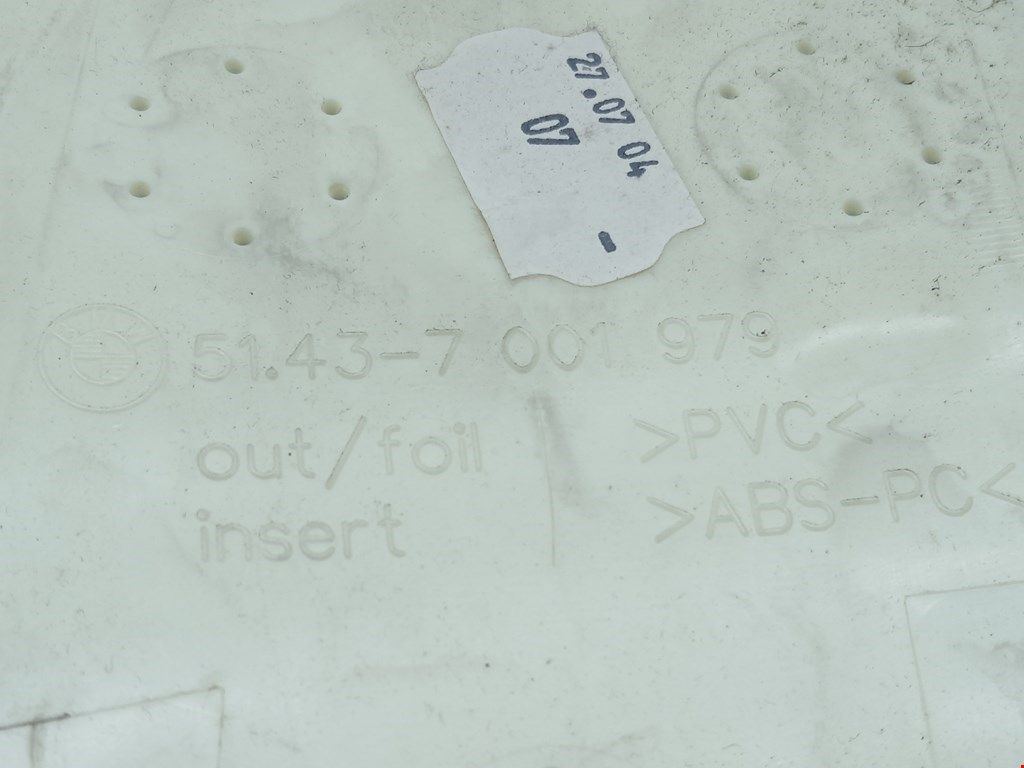 27.07 04
07
-
51.43-7 001 979
out/foil >PVC<
insert >ABS-PC<